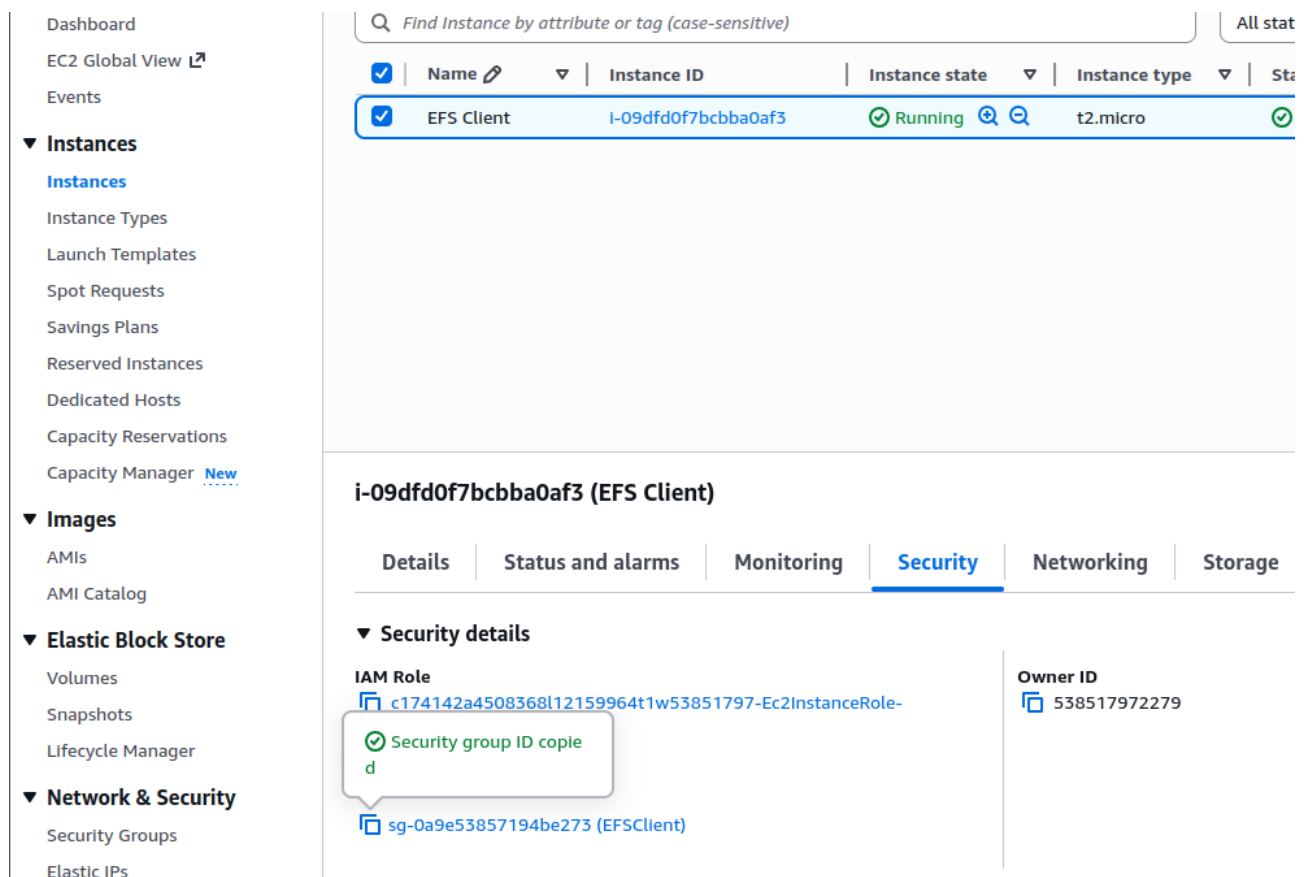 Dashboard
EC2 Global View
Events
Instances
Instances
Instance Types
Launch Templates
Spot Requests
Savings Plans
Reserved Instances
Dedicated Hosts
Capacity Reservations
Capacity Manager New
Images
AMIs
AMI Catalog
Elastic Block Store
Volumes
Snapshots
Lifecycle Manager
Network & Security
Security Groups
Elastic IPs
Find Instance by attribute or tag (case-sensitive)
All stat
Name Instance ID Instance state Instance type Sta
EFS Client i-09dfd0f7bcbba0af3 Running t2.micro
i-09dfd0f7bcbba0af3 (EFS Client)
Details Status and alarms Monitoring Security Networking Storage
Security details
IAM Role
c174142a4508368l12159964t1w53851797-Ec2InstanceRole-
Security group ID copie
d
sg-0a9e53857194be273 (EFSClient)
Owner ID
538517972279